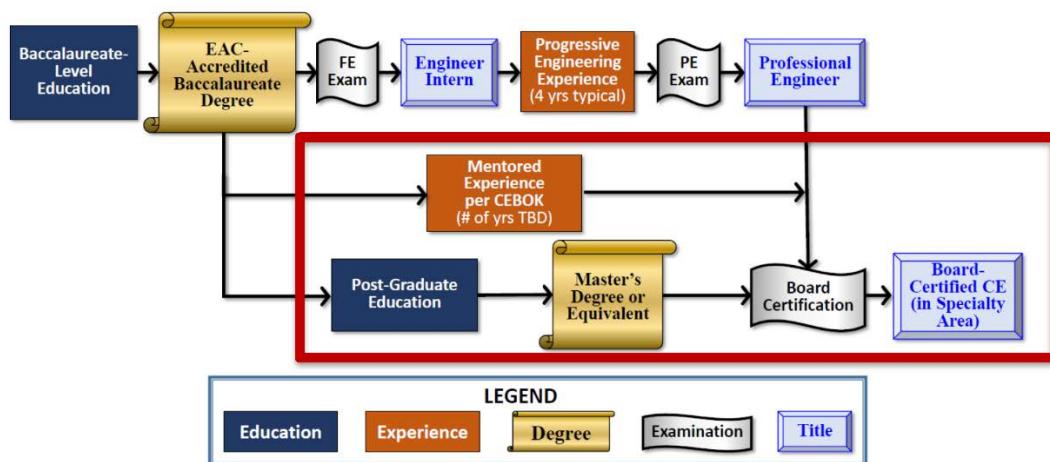 Baccalaureate-
Level
Education
EAC-
Accredited
Baccalaureate
Degree
FE
Exam
Engineer
Intern
Progressive
Engineering
Experience
(4 yrs typical)
PE
Exam
Professional
Engineer
Mentored
Experience
per CEBOK
(# of yrs TBD)
Post-Graduate
Education
Master's
Degree or
Equivalent
Board
Certification
Board-
Certified CE
(in Specialty
Area)
LEGEND
Education
Experience
Degree
Examination
Title